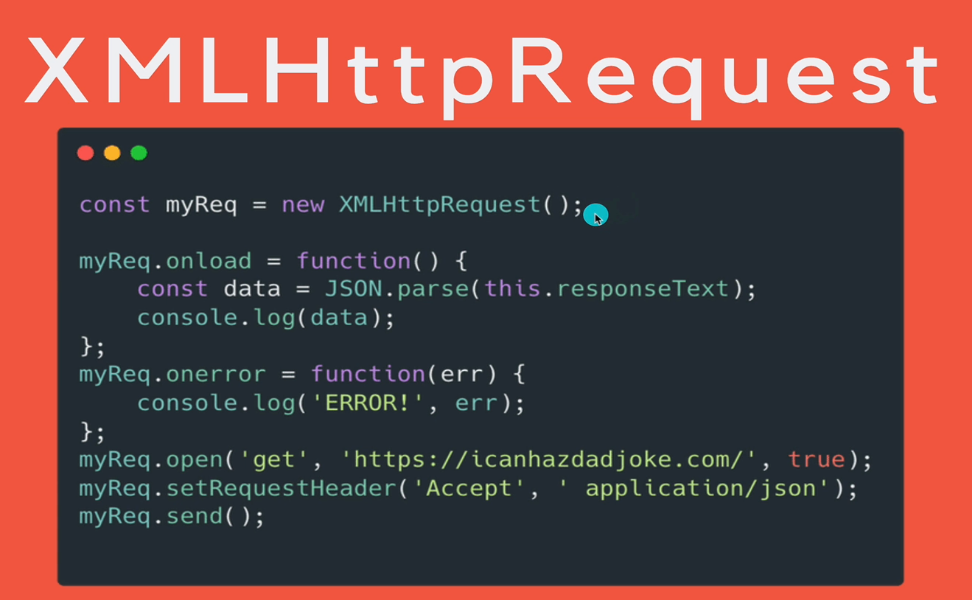 XMLHttpRequest
const myReq = new XMLHttpRequest();
myReq.onload = function() {
    const data = JSON.parse(this.responseText);
    console.log(data);
};
myReq.onerror = function(err) {
    console.log('ERROR!', err);
};
myReq.open('get', 'https://icanhazdadjoke.com/', true);
myReq.setRequestHeader('Accept', ' application/json');
myReq.send();